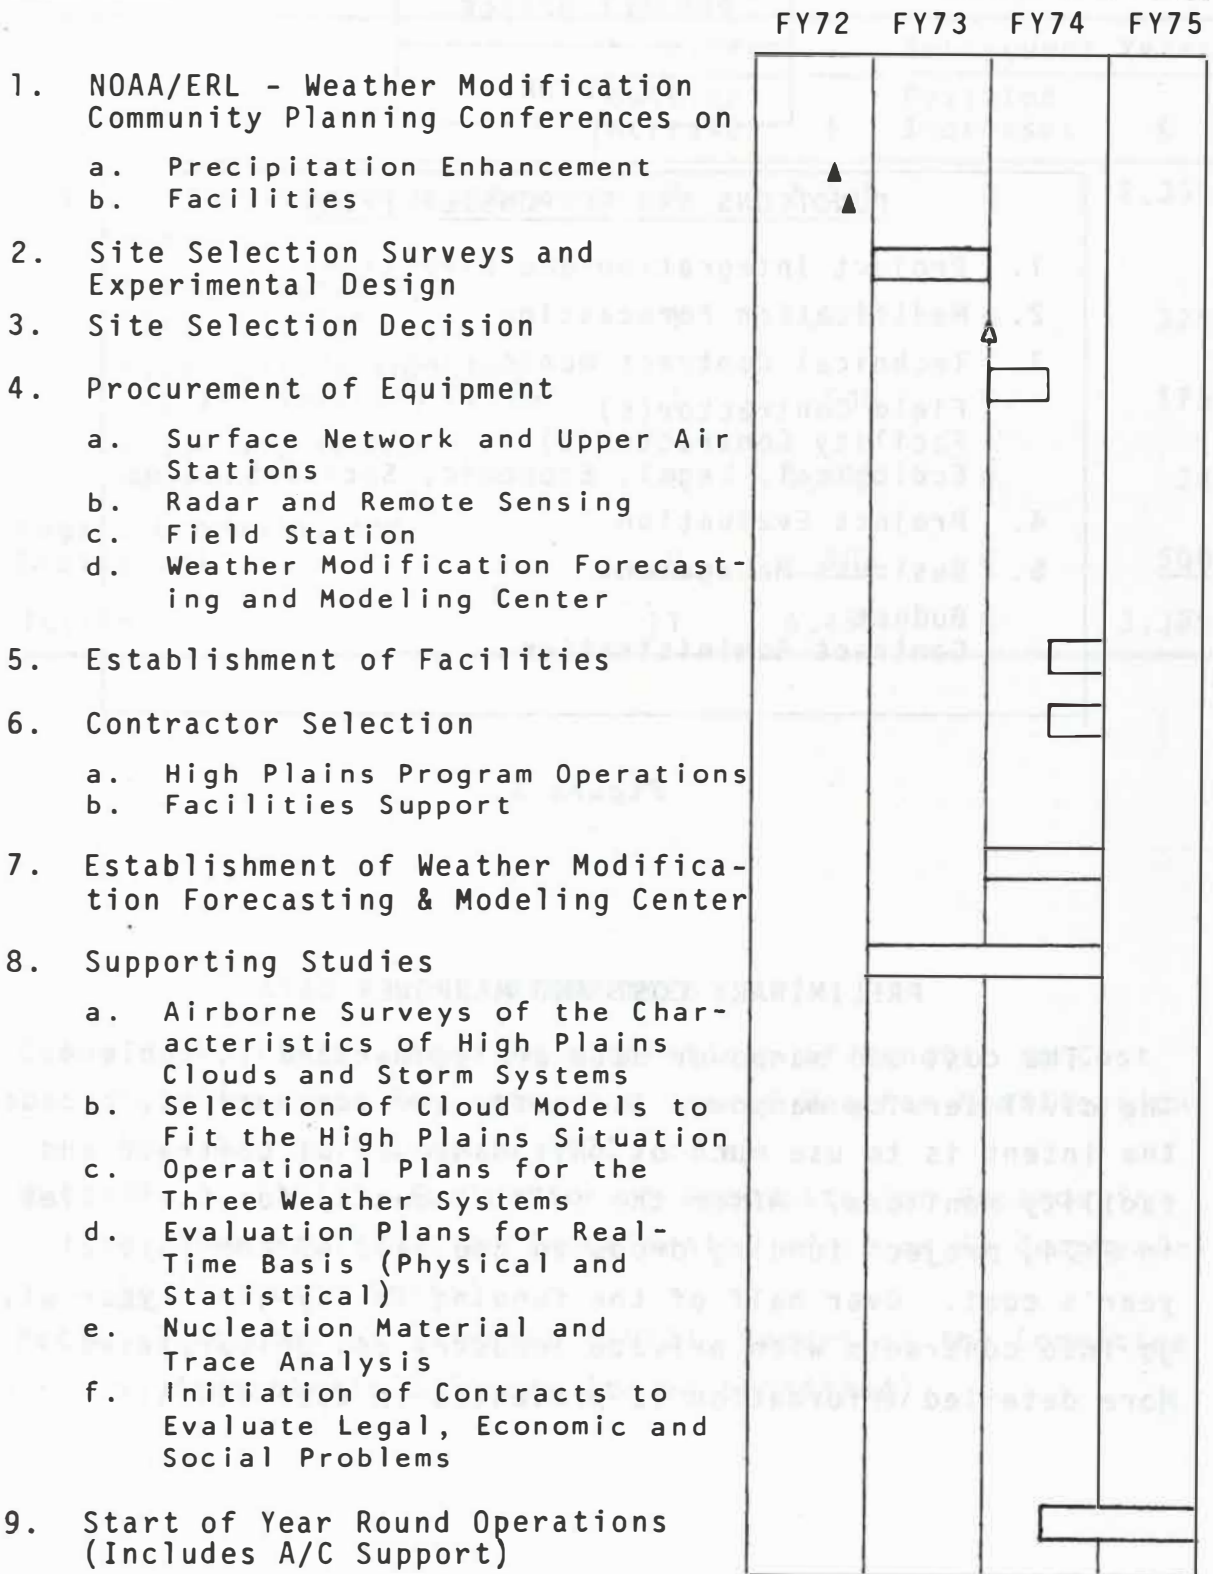 FY72 FY73 FY74 FY75
1. NOAA/ERL - Weather Modification
Community Planning Conferences on
a. Precipitation Enhancement
b. Facilities
2. Site Selection Surveys and
Experimental Design
3. Site Selection Decision
4. Procurement of Equipment
a. Surface Network and Upper Air
Stations
b. Radar and Remote Sensing
c. Field Station
d. Weather Modification Forecast-
ing and Modeling Center
5. Establishment of Facilities
6. Contractor Selection
a. High Plains Program Operations
b. Facilities Support
7. Establishment of Weather Modifica-
tion Forecasting & Modeling Center
8. Supporting Studies
a. Airborne Surveys of the Char-
acteristics of High Plains
Clouds and Storm Systems
b. Selection of Cloud Models to
Fit the High Plains Situation
c. Operational Plans for the
Three Weather Systems
d. Evaluation Plans for Real-
Time Basis (Physical and
Statistical)
e. Nucleation Material and
Trace Analysis
f. Initiation of Contracts to
Evaluate Legal, Economic and
Social Problems
9. Start of Year Round Operations
(Includes A/C Support)